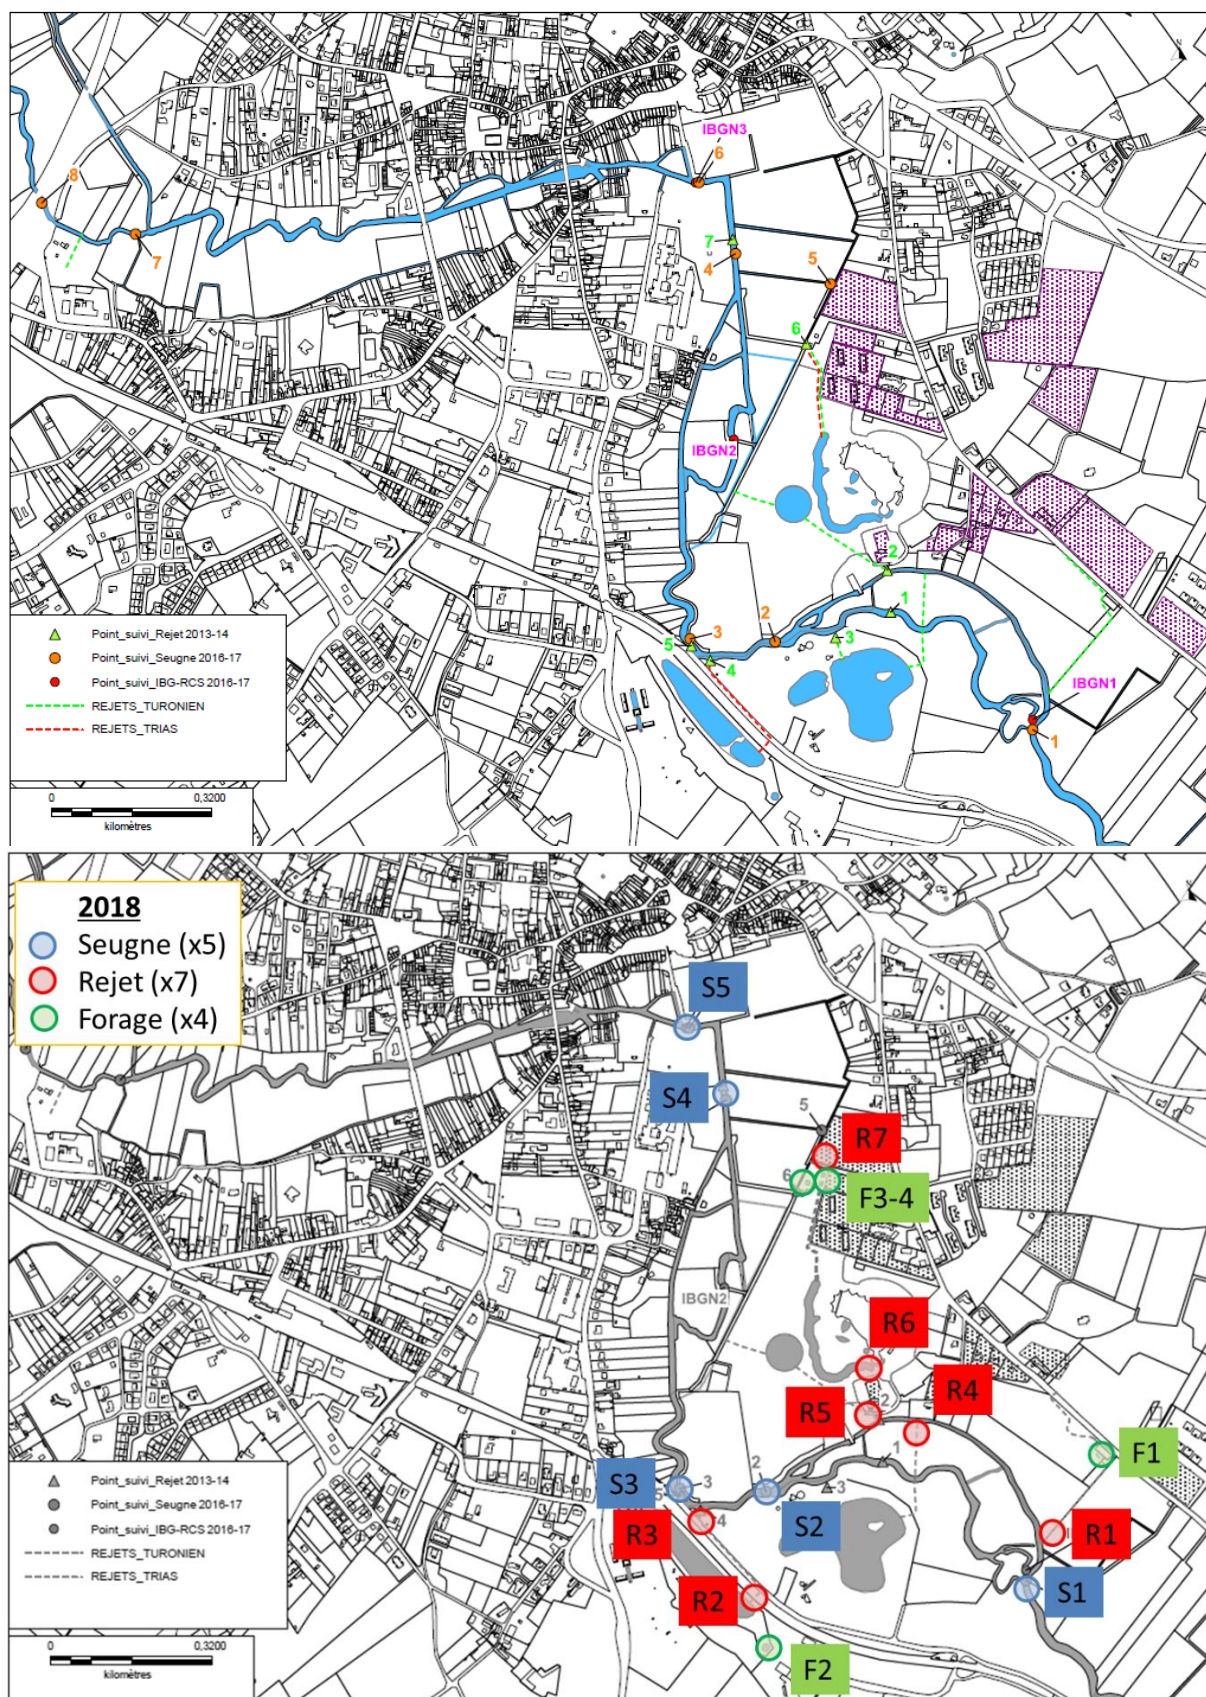 N
IBGN3
6
8
7
7
4
5
6
IBGN2
2
1
3
2
3
5
4
IBGN1
1
Point_suivi_Rejet 2013-14
Point_suivi_Seugne 2016-17
Point_suivi_IBG-RCS 2016-17
REJETS_TURONIEN
REJETS_TRIAS
0 0,3200
kilomètres
2018
Seugne (x5)
Rejet (x7)
Forage (x4)
S5
S4
5
R7
6
F3-4
IBGN2
R6
R4
R5
2
1
F1
S3
3
2
3
5
S2
R3
4
R1
R2
S1
F2
Point_suivi_Rejet 2013-14
Point_suivi_Seugne 2016-17
Point_suivi_IBG-RCS 2016-17
REJETS_TURONIEN
REJETS_TRIAS
0 0,3200
kilomètres